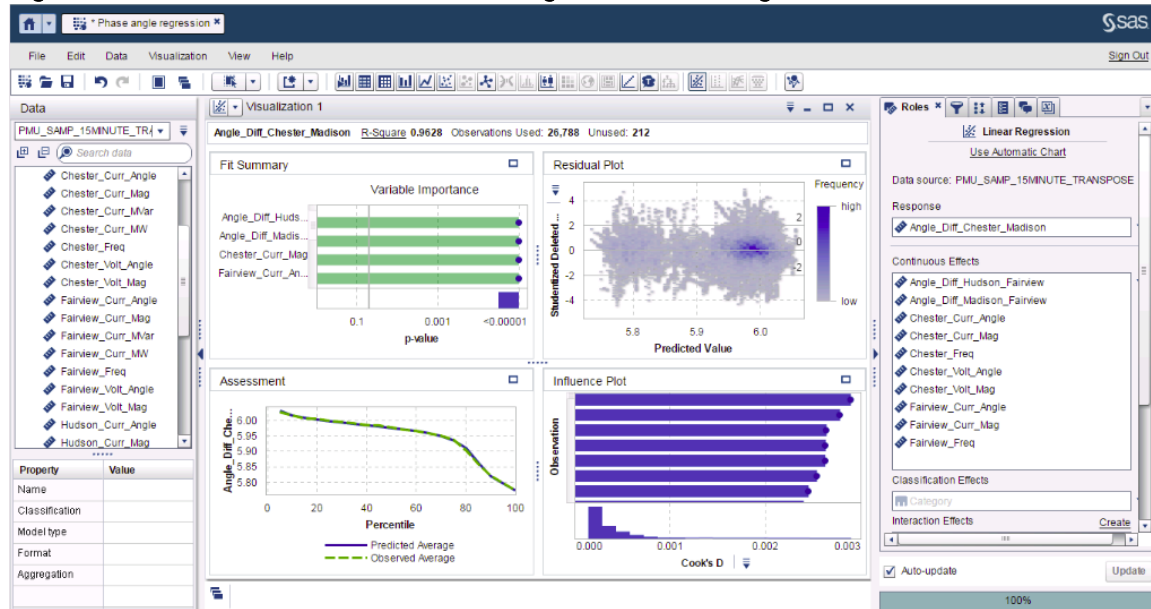 * Phase angle regression ×
sas
File Edit Data Visualization View Help
Sign Out
Data
PMU_SAMP_15MINUTE_TR
Search data
Chester_Curr_Angle
Chester_Curr_Mag
Chester_Curr_MVar
Chester_Curr_MW
Chester_Freq
Chester_Volt_Angle
Chester_Volt_Mag
Fairview_Curr_Angle
Fairview_Curr_Mag
Fairview_Curr_MVar
Fairview_Curr_MW
Fairview_Freq
Fairview_Volt_Angle
Fairview_Volt_Mag
Hudson_Curr_Angle
Hudson_Curr_Mag
Property Value
Name
Classification
Model type
Format
Aggregation
Visualization 1
Angle_Diff_Chester_Madison R-Square 0.9628 Observations Used: 26,788 Unused: 212
Fit Summary
Variable Importance
Angle_Diff_Huds...
Angle_Diff_Madis...
Chester_Curr_Mag
Fairview_Curr_An...
0.1 0.001 <0.00001
p-value
Residual Plot
Frequency
high
low
Studentized Deleted ...
4
2
0
-2
-4
2
0
-2
5.8 5.9 6.0
Predicted Value
Assessment
Angle_Diff_Che...
6.00
5.95
5.90
5.85
5.80
0 20 40 60 80 100
Percentile
Predicted Average
Observed Average
Influence Plot
Observation
0.000 0.001 0.002 0.003
Cook's D
Roles ×
Linear Regression
Use Automatic Chart
Data source: PMU_SAMP_15MINUTE_TRANSPOSE
Response
Angle_Diff_Chester_Madison
Continuous Effects
Angle_Diff_Hudson_Fairview
Angle_Diff_Madison_Fairview
Chester_Curr_Angle
Chester_Curr_Mag
Chester_Freq
Chester_Volt_Angle
Chester_Volt_Mag
Fairview_Curr_Angle
Fairview_Curr_Mag
Fairview_Freq
Classification Effects
Category
Interaction Effects Create
Auto-update Update
100%